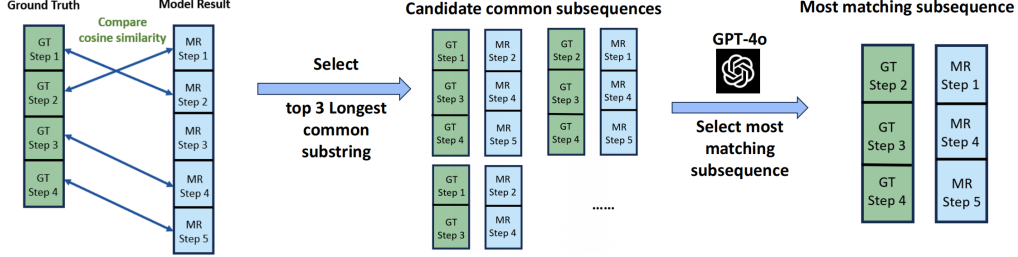 Ground Truth
Model Result
Compare
cosine similarity
GT
Step 1
GT
Step 2
GT
Step 3
GT
Step 4
MR
Step 1
MR
Step 2
MR
Step 3
MR
Step 4
MR
Step 5
Select
top 3 Longest
common
substring
Candidate common subsequences
GT
Step 1
GT
Step 3
GT
Step 4
MR
Step 2
MR
Step 4
MR
Step 5
GT
Step 2
GT
Step 3
GT
Step 4
MR
Step 1
MR
Step 4
MR
Step 5
GT
Step 1
GT
Step 3
MR
Step 2
MR
Step 4
......
GPT-4o
Select most
matching
subsequence
Most matching subsequence
GT
Step 2
GT
Step 3
GT
Step 4
MR
Step 1
MR
Step 4
MR
Step 5